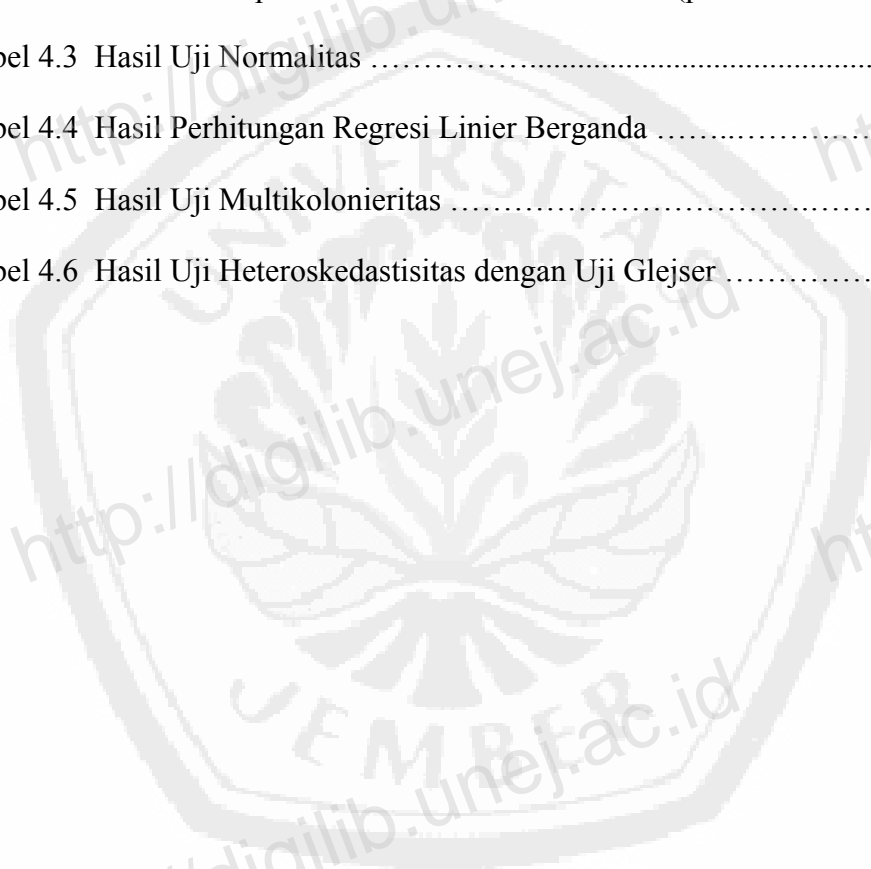 bel 4.3 Hasil Uji Normalitas ……………............................................
bel 4.4 Hasil Perhitungan Regresi Linier Berganda ……..……………
bel 4.5 Hasil Uji Multikolonieritas …………………………………..………
bel 4.6 Hasil Uji Heteroskedastisitas dengan Uji Glejser ……………
http://digilib.unej.ac.id
UNIVERSITAS
http://digilib.unej.ac.id
JEMBER
http://digilib.unej.ac.id